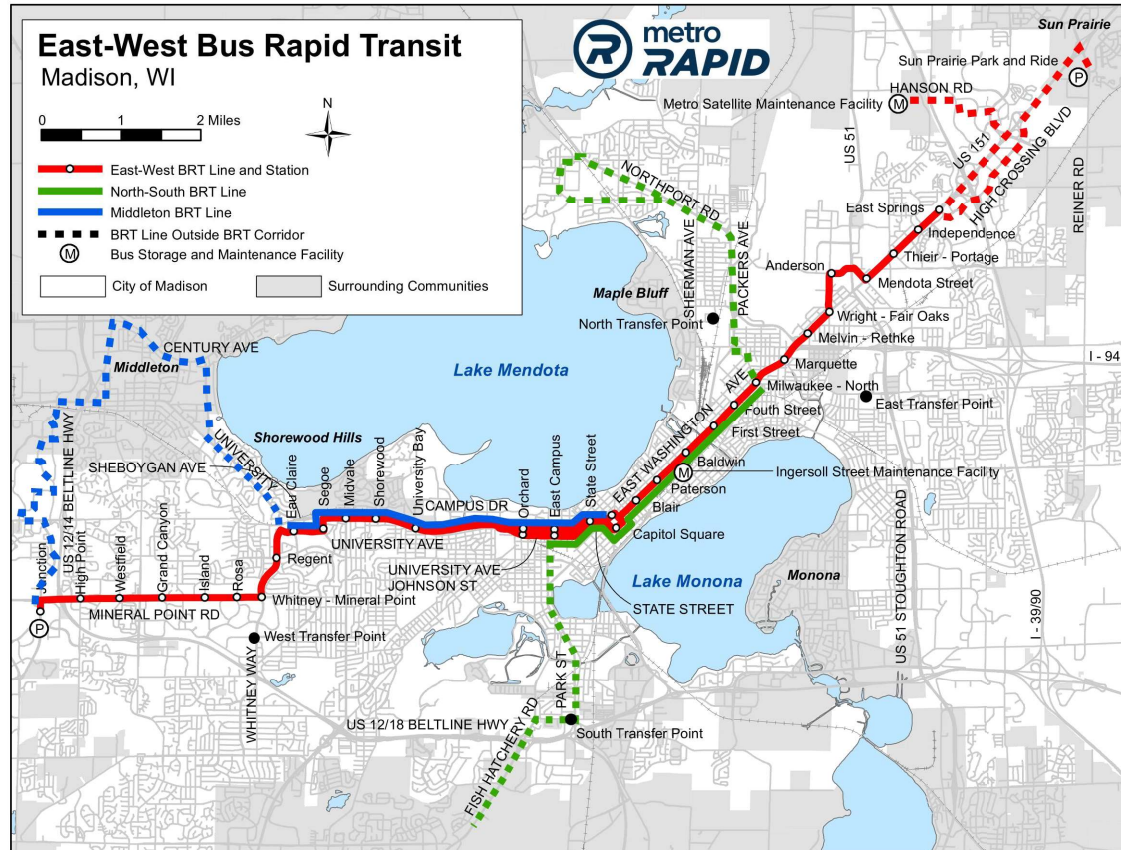 East-West Bus Rapid Transit
Madison, WI
N
0 1 2 Miles
East-West BRT Line and Station
North-South BRT Line
Middleton BRT Line
BRT Line Outside BRT Corridor
M Bus Storage and Maintenance Facility
City of Madison
Surrounding Communities
R metro
RAPID
Sun Prairie
Sun Prairie Park and Ride
P
HANSON RD
Metro Satellite Maintenance Facility M
US 51
US 151
HIGH CROSSING BLVD
REINER RD
NORTHPORT RD
SHERMAN AVE
PACKERS AVE
East Springs
Independence
Thieir - Portage
Anderson
Mendota Street
Maple Bluff
North Transfer Point
Wright - Fair Oaks
Melvin - Rethke
Marquette
I - 94
Milwaukee - North
East Transfer Point
Fouth Street
First Street
EAST WASHINGTON AVE
Baldwin
M
Ingersoll Street Maintenance Facility
Paterson
Blair
Capitol Square
Lake Mendota
CENTURY AVE
Middleton
US 12/14 BELTLINE HWY
UNIVERSITY
Shorewood Hills
SHEBOYGAN AVE
Eau Claire
Segoe
Midvale
Shorewood
University Bay
CAMPUS DR
Orchard
East Campus
State Street
UNIVERSITY AVE
UNIVERSITY AVE
JOHNSON ST
STATE STREET
Lake Monona
Monona
US 51 STOUGHTON ROAD
I - 39/90
Junction
High Point
Westfield
Grand Canyon
Island
Rosa
Regent
Whitney - Mineral Point
MINERAL POINT RD
P
West Transfer Point
WHITNEY WAY
PARK ST
US 12/18 BELTLINE HWY
South Transfer Point
FISH HATCHERY RD